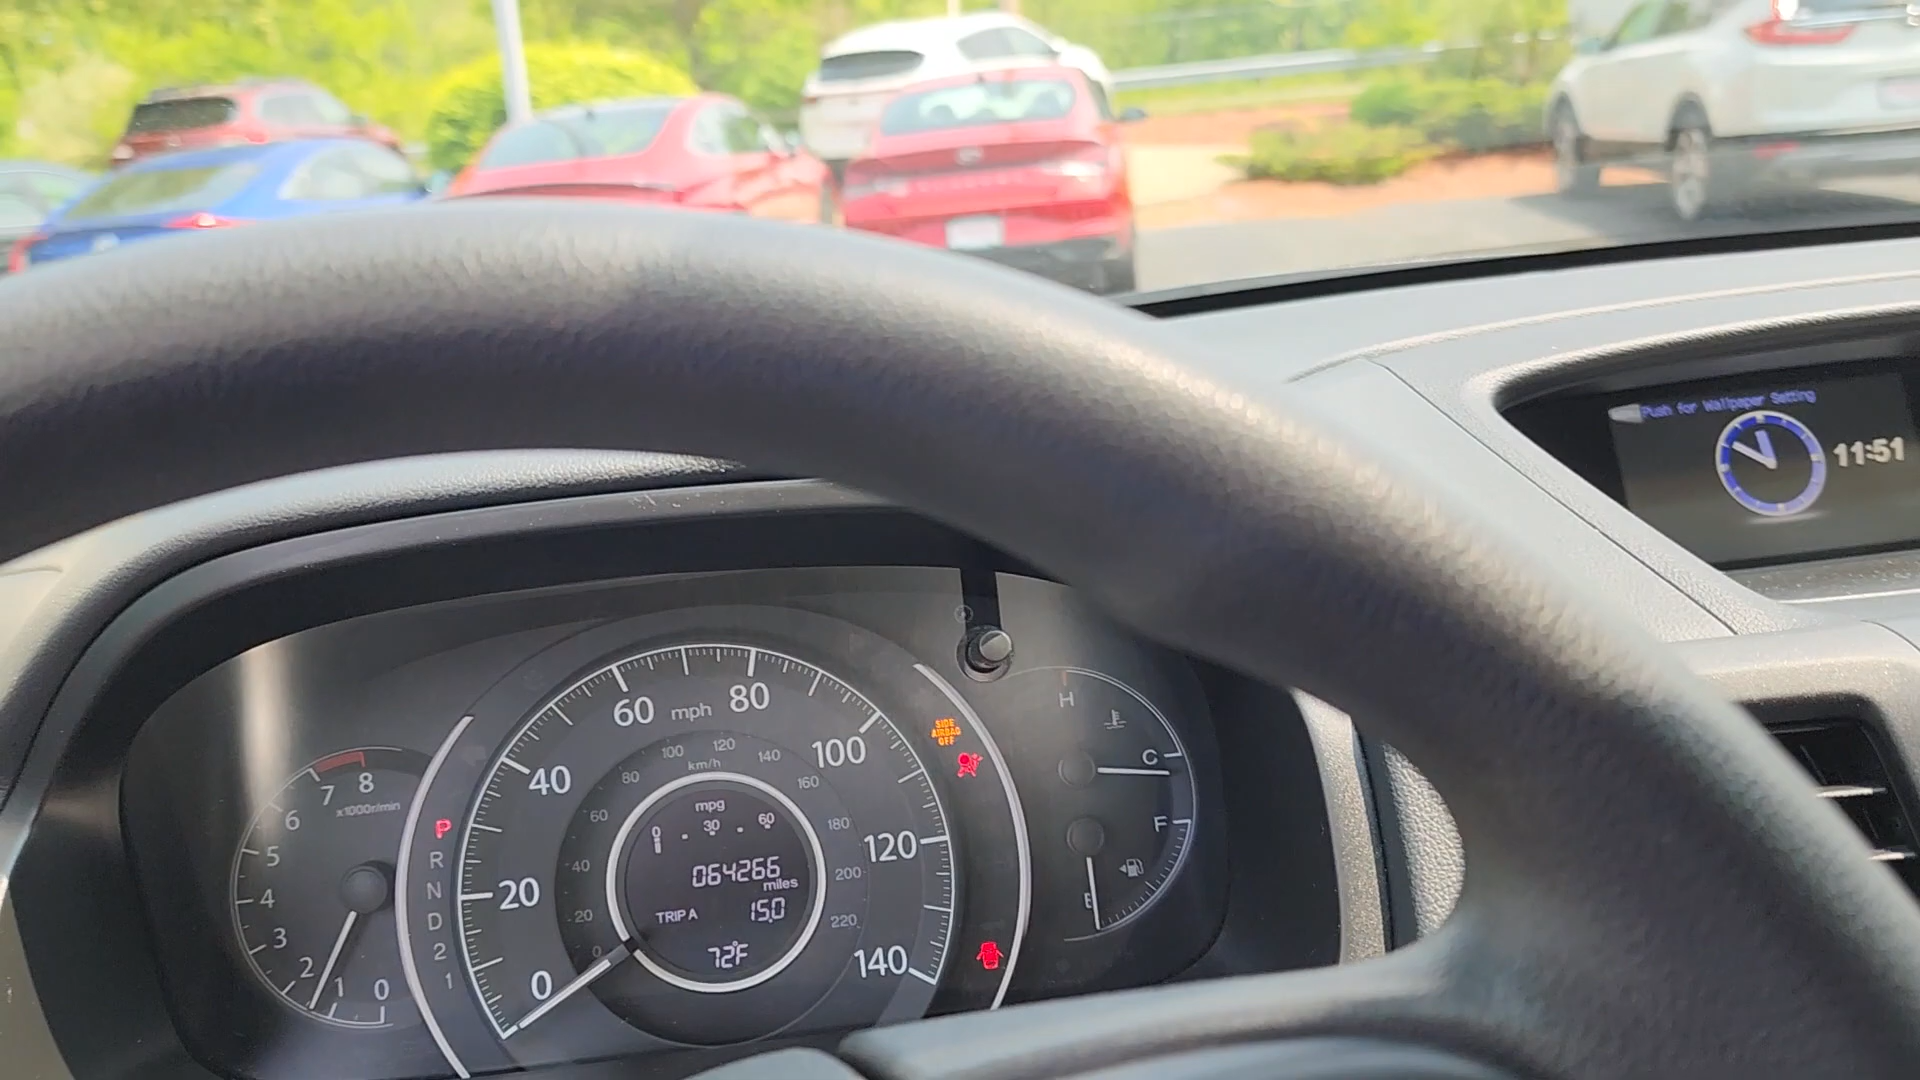 Push for Wallpaper Setting
11:51
60 mph 80
40
100
20
120
0
140
100 120 140
km/h
80
160
60
180
40
200
20
220
0
mpg
0 30 60
064266
miles
TRIP A 15.0
72°F
8
7
x1000r/min
6
5
4
3
2
1
0
P
R
N
D
2
1
SIDE
AIRBAG
OFF
H
C
F
E